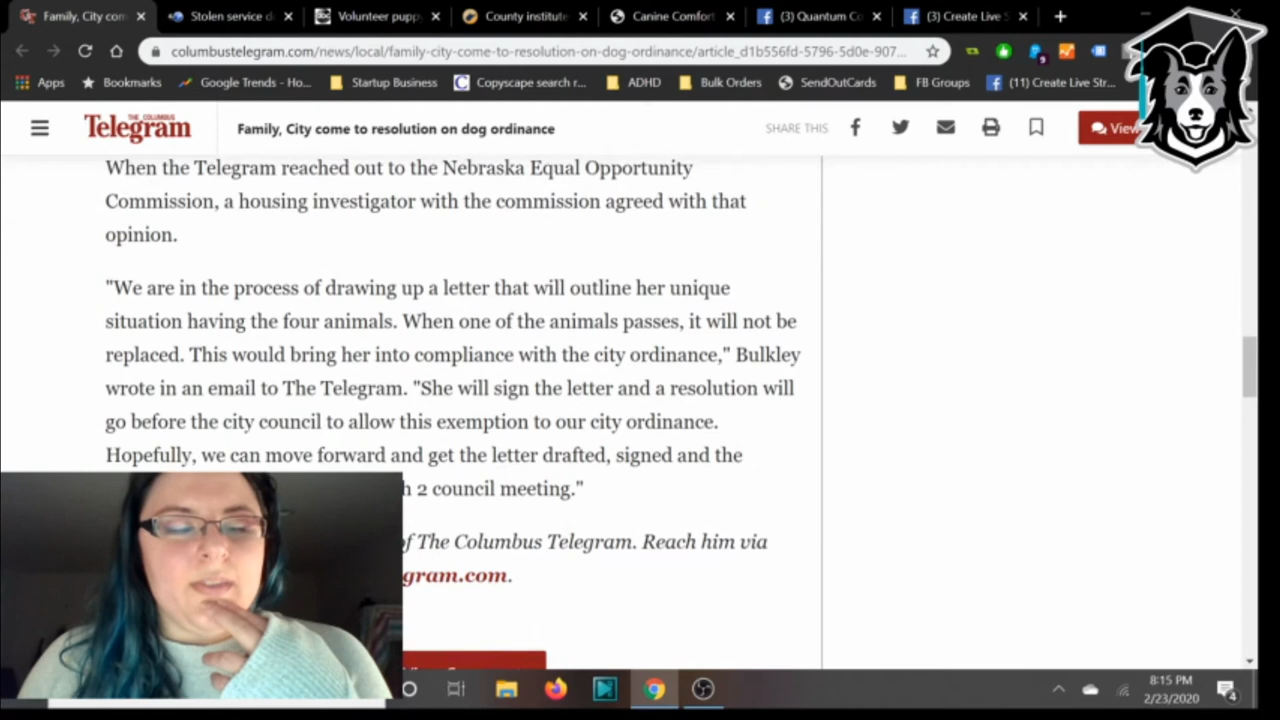 Family, City com
Stolen service d
Volunteer pupp
County institute
Canine Comfort
(3) Quantum Co
(3) Create Live S
columbustelegram.com/news/local/family-city-come-to-resolution-on-dog-ordinance/article_d1b556fd-5796-5d0e-907...
Apps
Bookmarks
Google Trends - Ho...
Startup Business
Copyscape search r...
ADHD
Bulk Orders
SendOutCards
FB Groups
(11) Create Live Str...
THE COLUMBUS
Telegram
Family, City come to resolution on dog ordinance
SHARE THIS
View
When the Telegram reached out to the Nebraska Equal Opportunity
Commission, a housing investigator with the commission agreed with that
opinion.
"We are in the process of drawing up a letter that will outline her unique
situation having the four animals. When one of the animals passes, it will not be
replaced. This would bring her into compliance with the city ordinance," Bulkley
wrote in an email to The Telegram. "She will sign the letter and a resolution will
go before the city council to allow this exemption to our city ordinance.
Hopefully, we can move forward and get the letter drafted, signed and the
h 2 council meeting."
of The Columbus Telegram. Reach him via
gram.com.
8:15 PM
2/23/2020
4